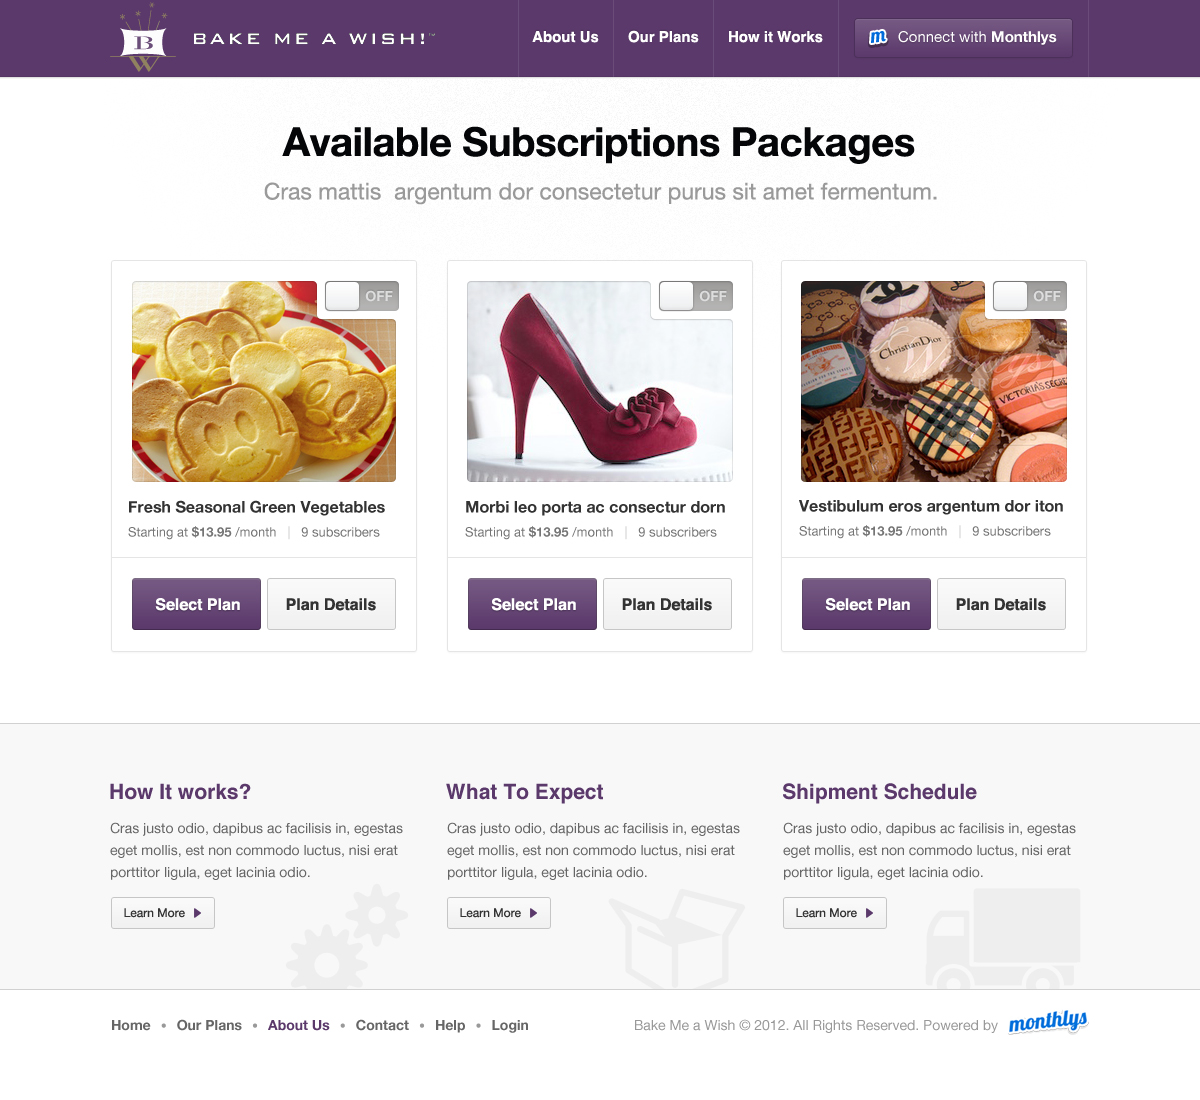 B
W
BAKE ME A WISH!™
About Us
Our Plans
How it Works
m Connect with Monthlys
Available Subscriptions Packages
Cras mattis argentum dor consectetur purus sit amet fermentum.
OFF
OFF
OFF
Christian Dior
VICTORIA'S SECRET
Fresh Seasonal Green Vegetables
Starting at $13.95 /month | 9 subscribers
Select Plan
Plan Details
Morbi leo porta ac consectur dorn
Starting at $13.95 /month | 9 subscribers
Select Plan
Plan Details
Vestibulum eros argentum dor iton
Starting at $13.95 /month | 9 subscribers
Select Plan
Plan Details
How It works?
Cras justo odio, dapibus ac facilisis in, egestas
eget mollis, est non commodo luctus, nisi erat
porttitor ligula, eget lacinia odio.
Learn More
What To Expect
Cras justo odio, dapibus ac facilisis in, egestas
eget mollis, est non commodo luctus, nisi erat
porttitor ligula, eget lacinia odio.
Learn More
Shipment Schedule
Cras justo odio, dapibus ac facilisis in, egestas
eget mollis, est non commodo luctus, nisi erat
porttitor ligula, eget lacinia odio.
Learn More
Home • Our Plans • About Us • Contact • Help • Login
Bake Me a Wish © 2012. All Rights Reserved. Powered by monthlys